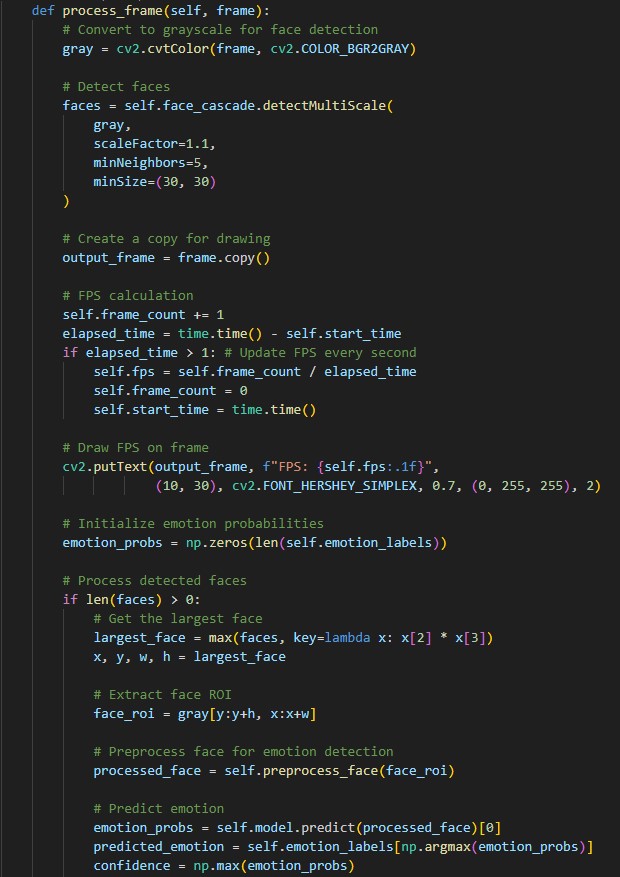 def process_frame(self, frame):
    # Convert to grayscale for face detection
    gray = cv2.cvtColor(frame, cv2.COLOR_BGR2GRAY)

    # Detect faces
    faces = self.face_cascade.detectMultiScale(
        gray,
        scaleFactor=1.1,
        minNeighbors=5,
        minSize=(30, 30)
    )

    # Create a copy for drawing
    output_frame = frame.copy()

    # FPS calculation
    self.frame_count += 1
    elapsed_time = time.time() - self.start_time
    if elapsed_time > 1: # Update FPS every second
        self.fps = self.frame_count / elapsed_time
        self.frame_count = 0
        self.start_time = time.time()

    # Draw FPS on frame
    cv2.putText(output_frame, f"FPS: {self.fps:.1f}",
                (10, 30), cv2.FONT_HERSHEY_SIMPLEX, 0.7, (0, 255, 255), 2)

    # Initialize emotion probabilities
    emotion_probs = np.zeros(len(self.emotion_labels))

    # Process detected faces
    if len(faces) > 0:
        # Get the largest face
        largest_face = max(faces, key=lambda x: x[2] * x[3])
        x, y, w, h = largest_face

        # Extract face ROI
        face_roi = gray[y:y+h, x:x+w]

        # Preprocess face for emotion detection
        processed_face = self.preprocess_face(face_roi)

        # Predict emotion
        emotion_probs = self.model.predict(processed_face)[0]
        predicted_emotion = self.emotion_labels[np.argmax(emotion_probs)]
        confidence = np.max(emotion_probs)